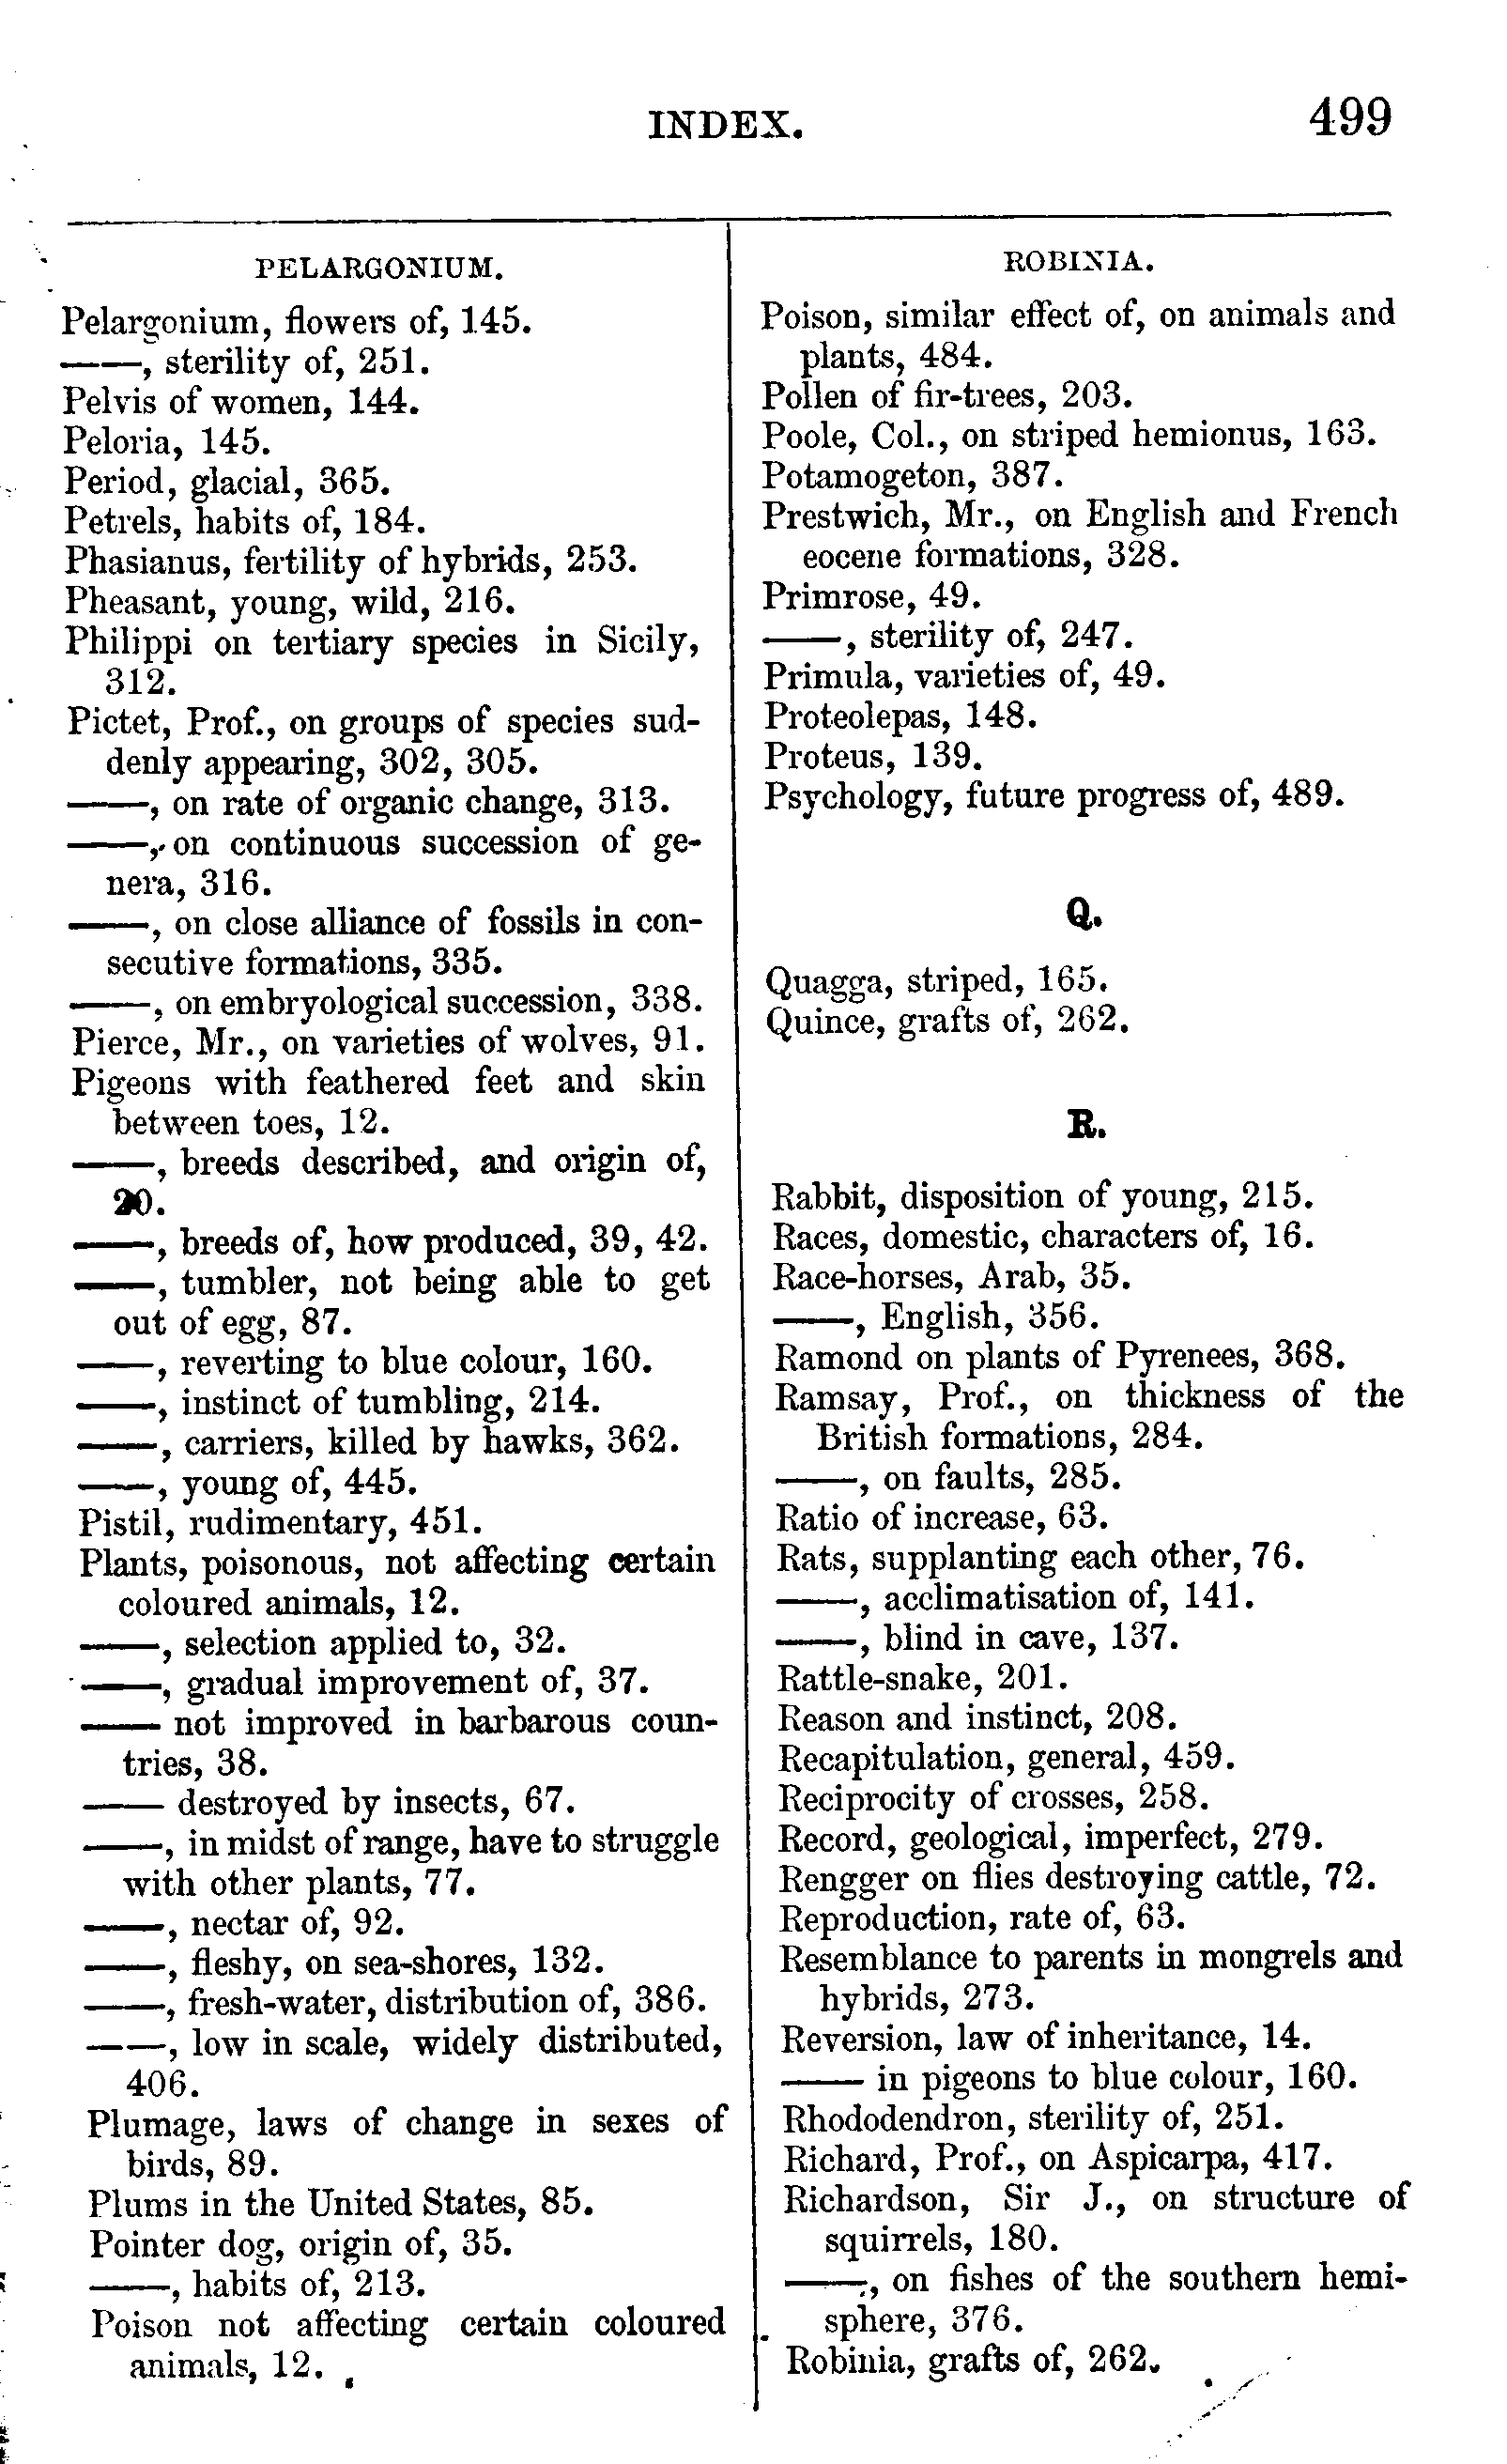 INDEX. 499
PELARGONIUM.
Pelargonium, flowers of, 145.
——, sterility of, 251.
Pelvis of women, 144.
Peloria, 145.
Period, glacial, 365.
Petrels, habits of, 184.
Phasianus, fertility of hybrids, 253.
Pheasant, young, wild, 216.
Philippi on tertiary species in Sicily,
312.
Pictet, Prof., on groups of species sud-
denly appearing, 302, 305.
——, on rate of organic change, 313.
——, on continuous succession of ge-
nera, 316.
——, on close alliance of fossils in con-
secutive formations, 335.
——, on embryological succession, 338.
Pierce, Mr., on varieties of wolves, 91.
Pigeons with feathered feet and skin
between toes, 12.
——, breeds described, and origin of,
20.
——, breeds of, how produced, 39, 42.
——, tumbler, not being able to get
out of egg, 87.
——, reverting to blue colour, 160.
——, instinct of tumbling, 214.
——, carriers, killed by hawks, 362.
——, young of, 445.
Pistil, rudimentary, 451.
Plants, poisonous, not affecting certain
coloured animals, 12.
——, selection applied to, 32.
——, gradual improvement of, 37.
—— not improved in barbarous coun-
tries, 38.
—— destroyed by insects, 67.
——, in midst of range, have to struggle
with other plants, 77.
——, nectar of, 92.
——, fleshy, on sea-shores, 132.
——, fresh-water, distribution of, 386.
——, low in scale, widely distributed,
406.
Plumage, laws of change in sexes of
birds, 89.
Plums in the United States, 85.
Pointer dog, origin of, 35.
——, habits of, 213.
Poison not affecting certain coloured
animals, 12.
ROBINIA.
Poison, similar effect of, on animals and
plants, 484.
Pollen of fir-trees, 203.
Poole, Col., on striped hemionus, 163.
Potamogeton, 387.
Prestwich, Mr., on English and French
eocene formations, 328.
Primrose, 49.
——, sterility of, 247.
Primula, varieties of, 49.
Proteolepas, 148.
Proteus, 139.
Psychology, future progress of, 489.
Q.
Quagga, striped, 165.
Quince, grafts of, 262.
R.
Rabbit, disposition of young, 215.
Races, domestic, characters of, 16.
Race-horses, Arab, 35.
——, English, 356.
Ramond on plants of Pyrenees, 368.
Ramsay, Prof., on thickness of the
British formations, 284.
——, on faults, 285.
Ratio of increase, 63.
Rats, supplanting each other, 76.
——, acclimatisation of, 141.
——, blind in cave, 137.
Rattle-snake, 201.
Reason and instinct, 208.
Recapitulation, general, 459.
Reciprocity of crosses, 258.
Record, geological, imperfect, 279.
Rengger on flies destroying cattle, 72.
Reproduction, rate of, 63.
Resemblance to parents in mongrels and
hybrids, 273.
Reversion, law of inheritance, 14.
—— in pigeons to blue colour, 160.
Rhododendron, sterility of, 251.
Richard, Prof., on Aspicarpa, 417.
Richardson, Sir J., on structure of
squirrels, 180.
——, on fishes of the southern hemi-
sphere, 376.
Robinia, grafts of, 262.